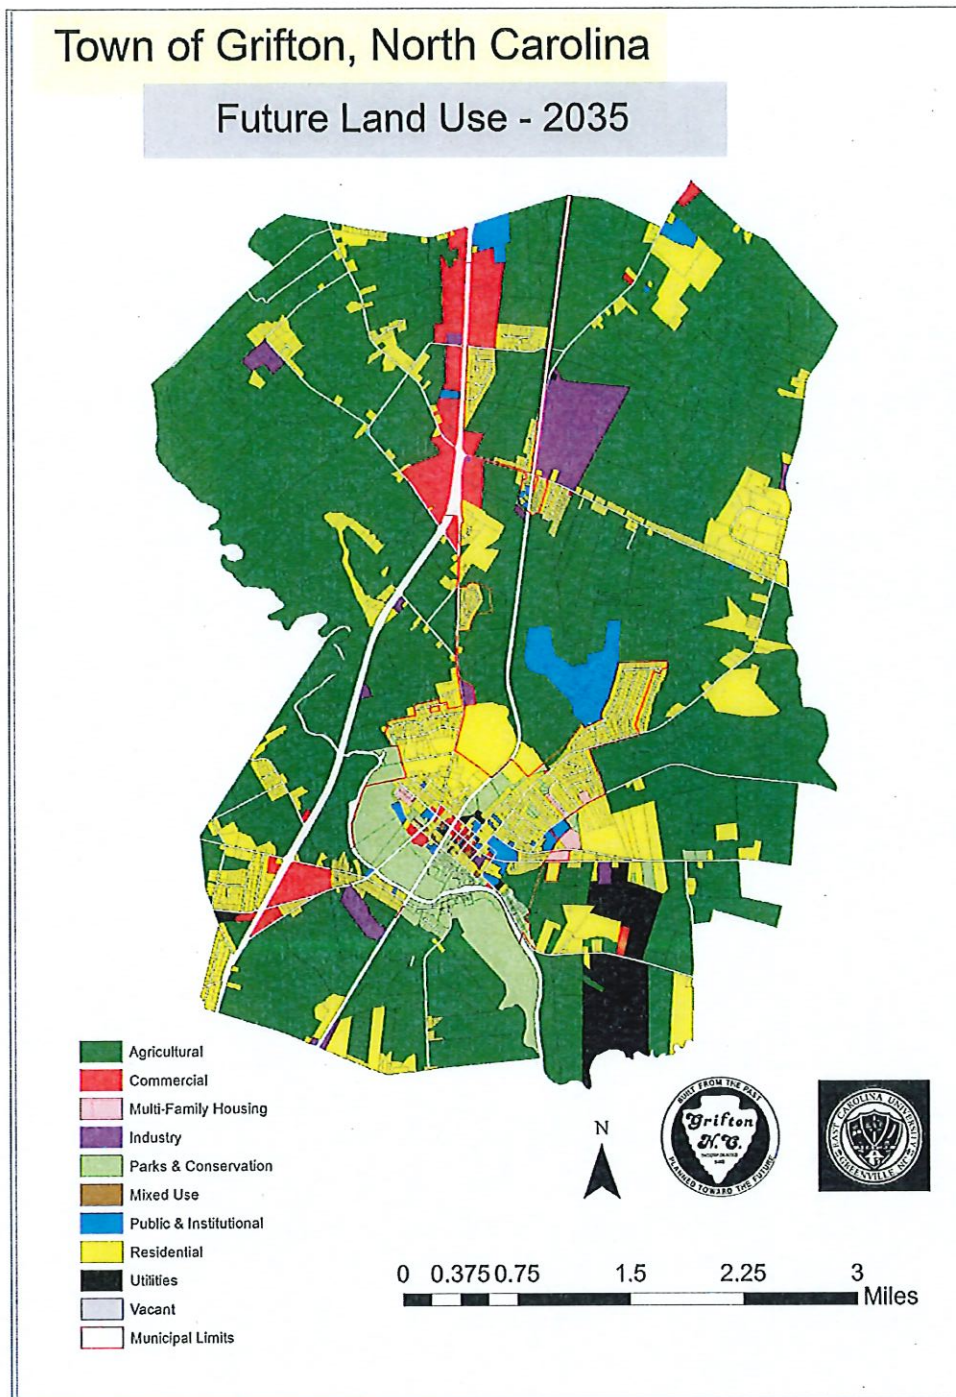 Town of Grifton, North Carolina
Future Land Use - 2035
Agricultural
Commercial
Multi-Family Housing
Industry
Parks & Conservation
Mixed Use
Public & Institutional
Residential
Utilities
Vacant
Municipal Limits
N
BUILT FROM THE PAST
Grifton
N.C.
PLANNED TOWARD THE FUTURE
EAST CAROLINA UNIVERSITY
GREENVILLE NC
0 0.375 0.75 1.5 2.25 3
Miles